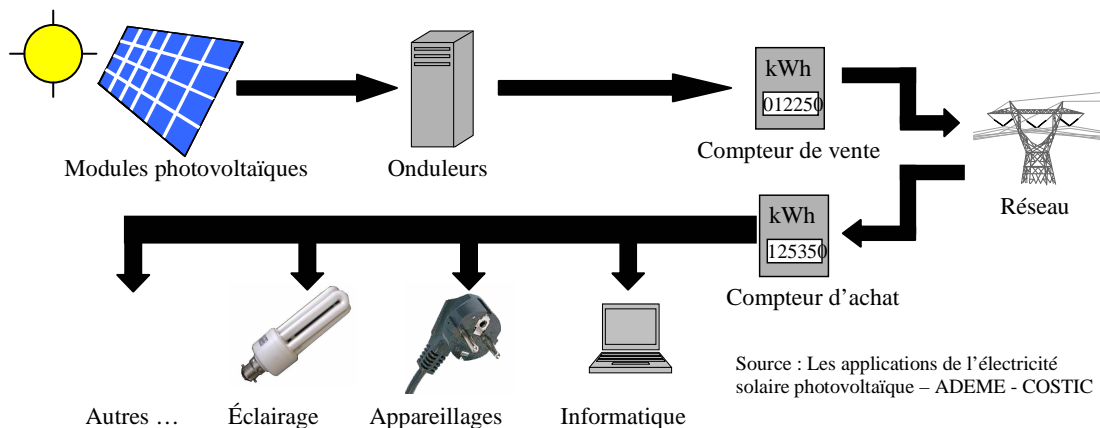 kWh
012250
Modules photovoltaïques
Onduleurs
Compteur de vente
Réseau
kWh
125350
Compteur d’achat
Source : Les applications de l’électricité
solaire photovoltaïque – ADEME - COSTIC
Autres …
Éclairage
Appareillages
Informatique